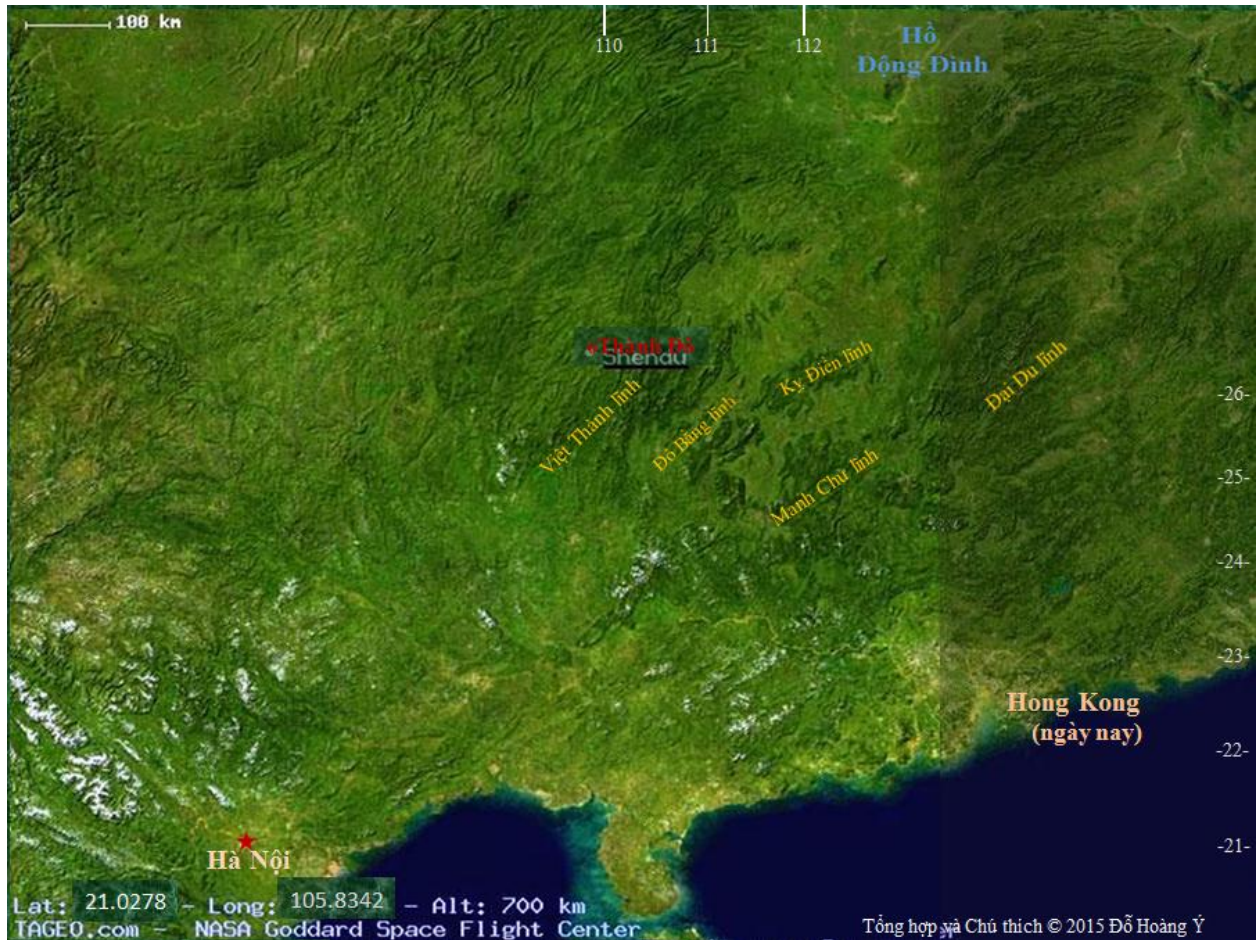 100 km
110
111
112
Hồ
Động Đình
Thành Đô
Shendu
Việt Thành lĩnh
Đô Bàng lĩnh
Kỵ Điền lĩnh
Manh Chử lĩnh
Đại Du lĩnh
-26-
-25-
-24-
-23-
-22-
-21-
Hong Kong
(ngày nay)
Hà Nội
Lat: 21.0278 - Long: 105.8342 - Alt: 700 km
TAGEO.com - NASA Goddard Space Flight Center
Tổng hợp và Chú thích © 2015 Đỗ Hoàng Ý